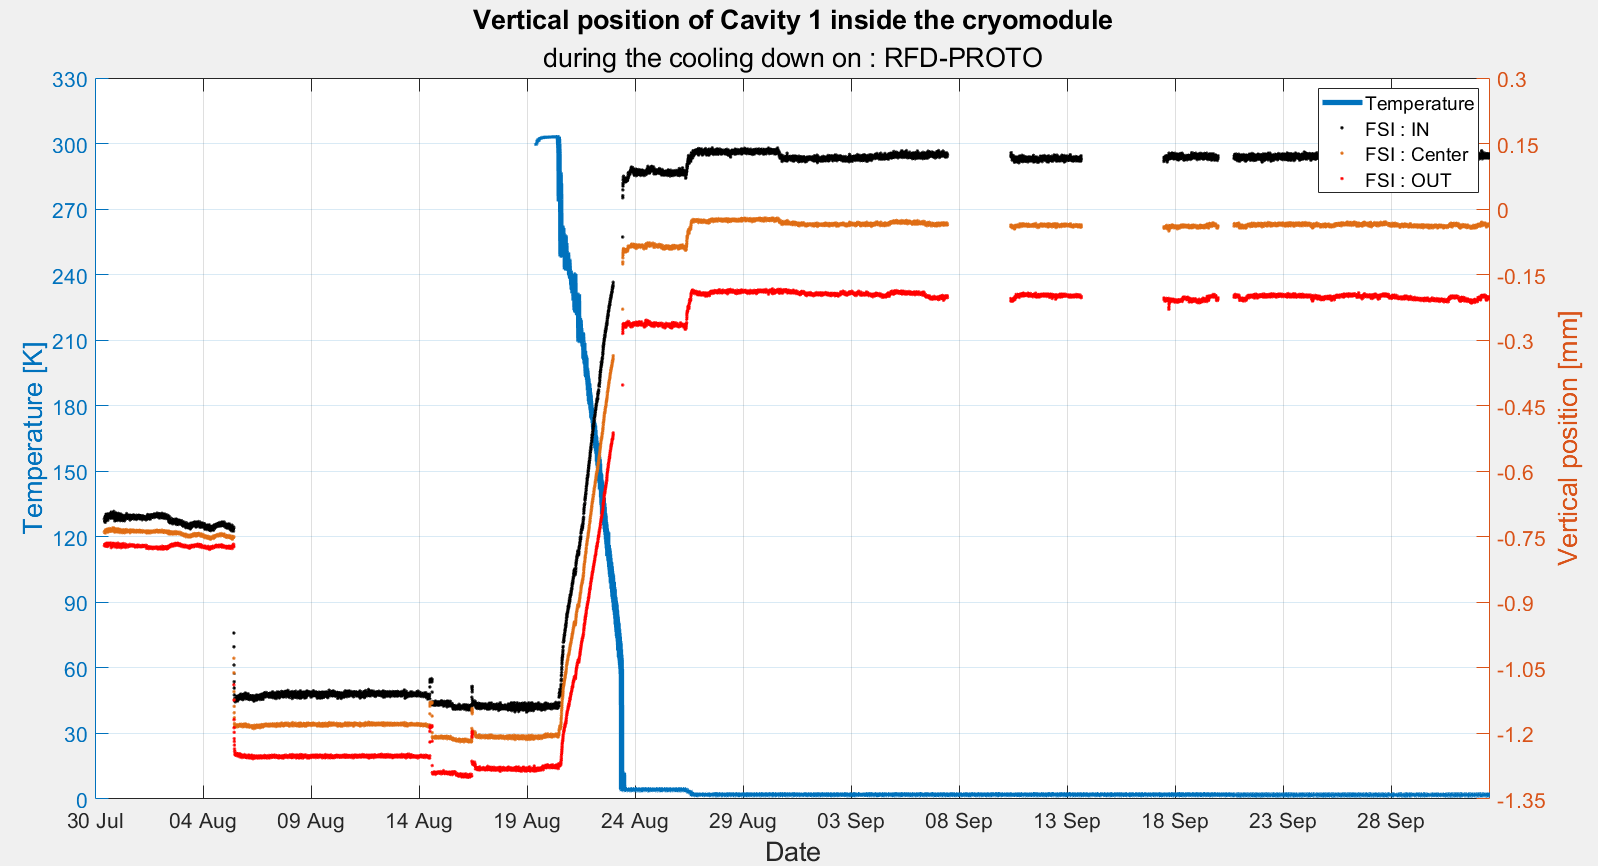 Vertical position of Cavity 1 inside the cryomodule
during the cooling down on : RFD-PROTO
Temperature [K]
330
300
270
240
210
180
150
120
90
60
30
0
Temperature
FSI : IN
FSI : Center
FSI : OUT
0.3
0.15
0
-0.15
-0.3
-0.45
-0.6
-0.75
-0.9
-1.05
-1.2
-1.35
Vertical position [mm]
30 Jul 04 Aug 09 Aug 14 Aug 19 Aug 24 Aug 29 Aug 03 Sep 08 Sep 13 Sep 18 Sep 23 Sep 28 Sep
Date